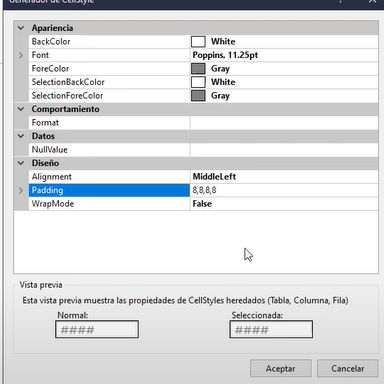 Generador de CellStyle
Apariencia
BackColor White
Font Poppins, 11.25pt
ForeColor Gray
SelectionBackColor White
SelectionForeColor Gray
Comportamiento
Format
Datos
NullValue
Diseño
Alignment MiddleLeft
Padding 8,8,8,8
WrapMode False
Vista previa
Esta vista previa muestra las propiedades de CellStyles heredados (Tabla, Columna, Fila)
Normal: Seleccionada:
#### ####
Aceptar Cancelar